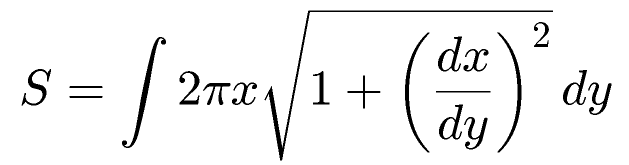 S = ∫ 2πx√(1 + (dx/dy)²) dy